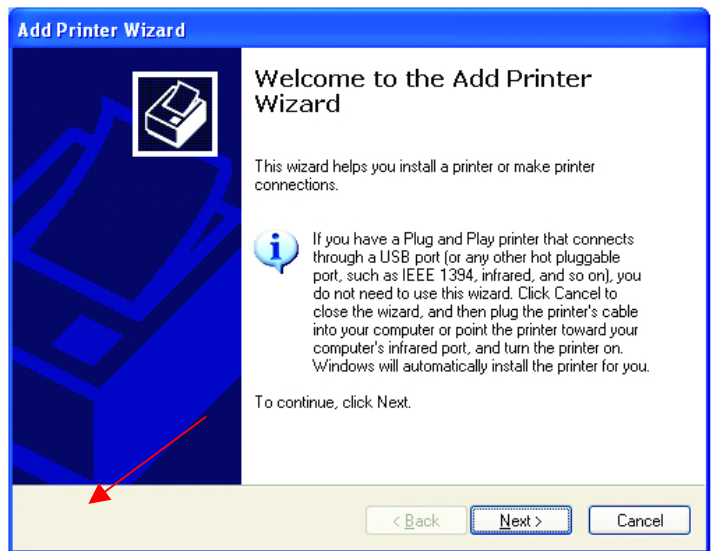 Add Printer Wizard
Welcome to the Add Printer
Wizard
This wizard helps you install a printer or make printer
connections.
If you have a Plug and Play printer that connects
through a USB port (or any other hot pluggable
port, such as IEEE 1394, infrared, and so on), you
do not need to use this wizard. Click Cancel to
close the wizard, and then plug the printer's cable
into your computer or point the printer toward your
computer's infrared port, and turn the printer on.
Windows will automatically install the printer for you.
To continue, click Next.
< Back
Next >
Cancel